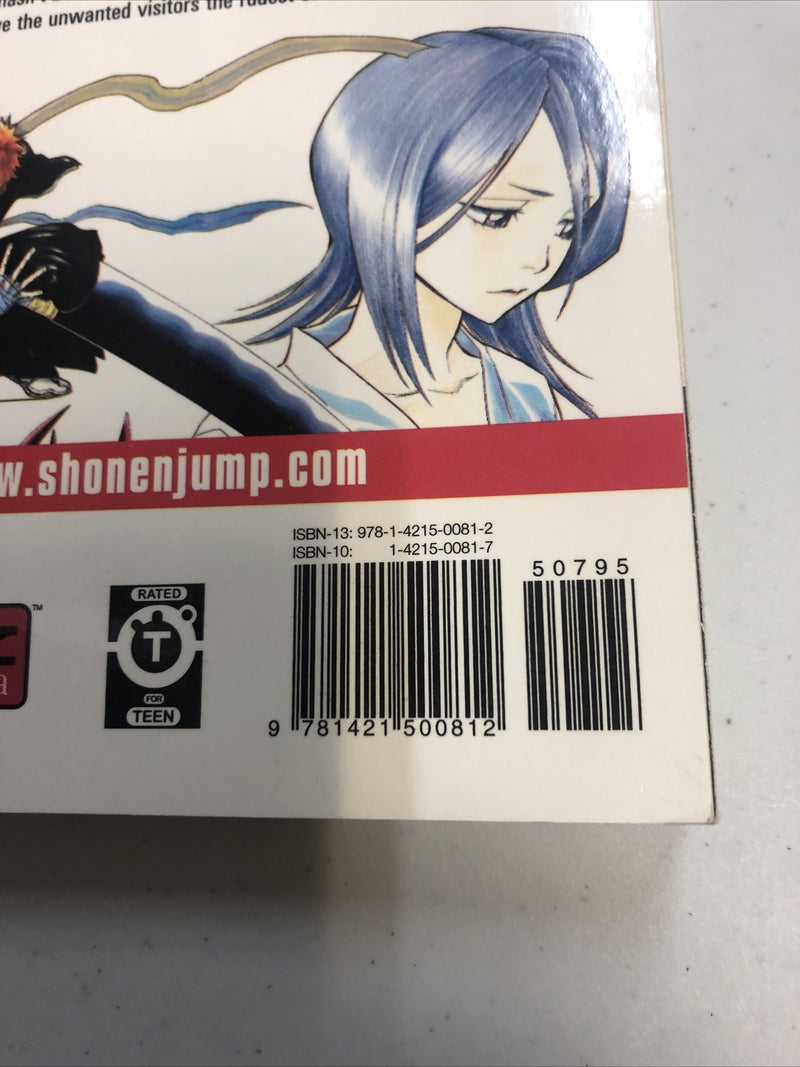 e the unwanted visitors the rudest
w.shonenjump.com
ISBN-13: 978-1-4215-0081-2
ISBN-10: 1-4215-0081-7
50795
RATED
T
FOR
TEEN
TM
a
9 781421 500812